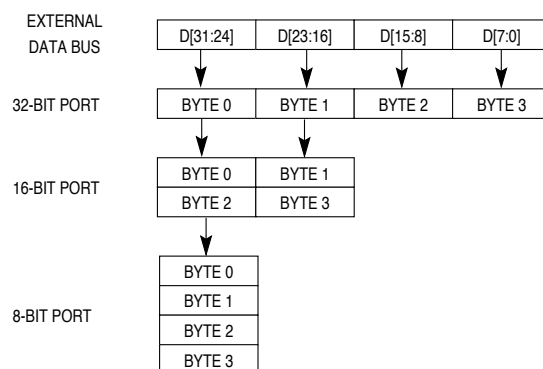 EXTERNAL
DATA BUS
D[31:24] D[23:16] D[15:8] D[7:0]
32-BIT PORT BYTE 0 BYTE 1 BYTE 2 BYTE 3
16-BIT PORT
BYTE 0 BYTE 1
BYTE 2 BYTE 3
8-BIT PORT
BYTE 0
BYTE 1
BYTE 2
BYTE 3